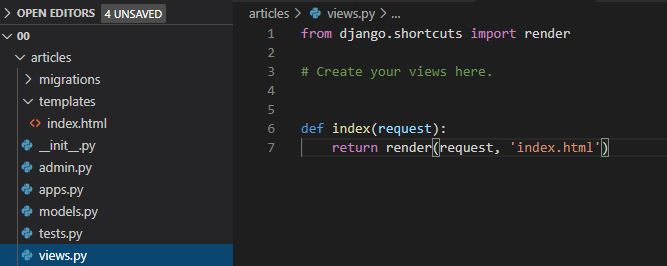 OPEN EDITORS 4 UNSAVED
00
articles
migrations
templates
index.html
__init__.py
admin.py
apps.py
models.py
tests.py
views.py
articles > views.py > ...
1 from django.shortcuts import render
2
3 # Create your views here.
4
5
6 def index(request):
7 return render(request, 'index.html')